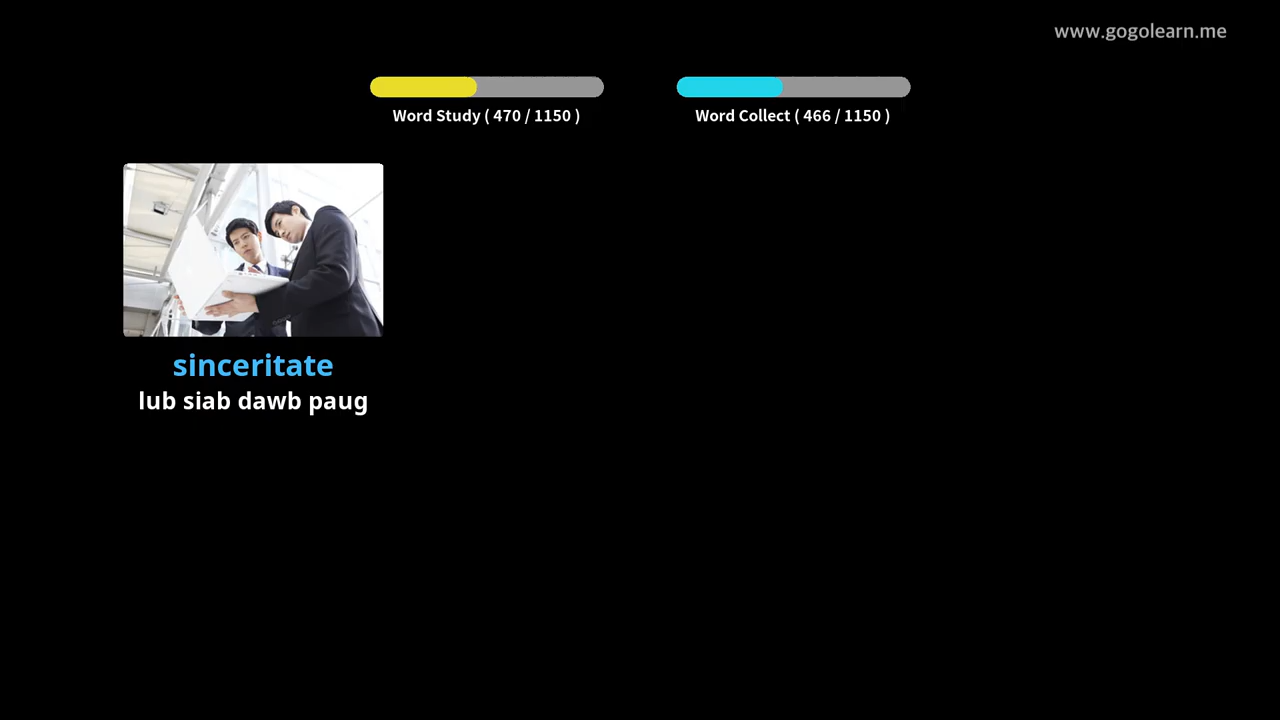 www.gogolearn.me
Word Study ( 470 / 1150 )
Word Collect ( 466 / 1150 )
sinceritate
lub siab dawb paug